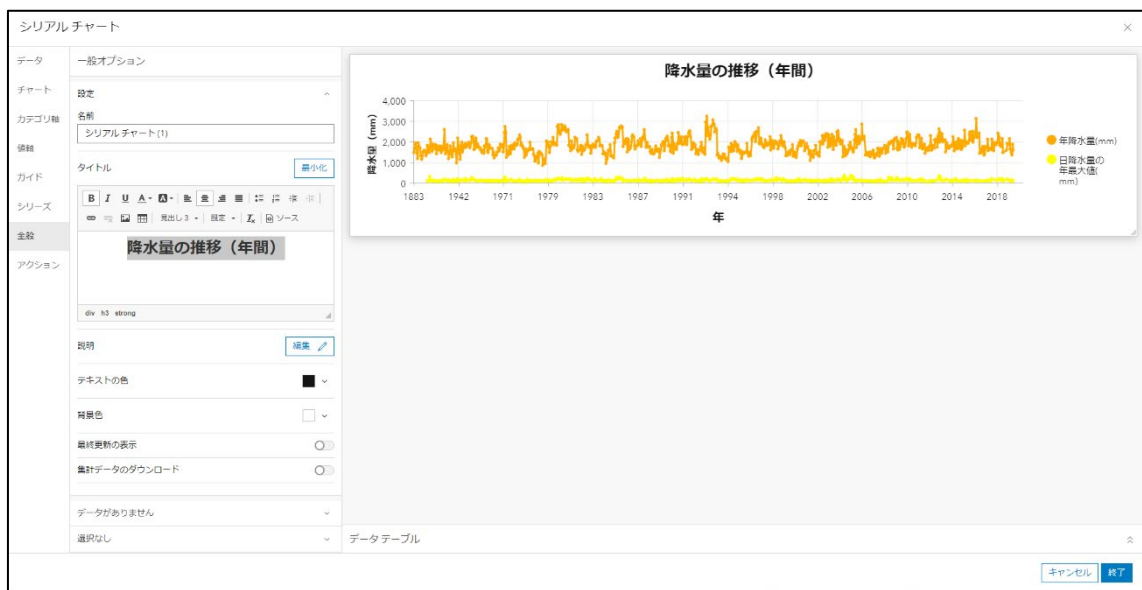 シリアル チャート
データ
チャート
カテゴリ軸
値軸
ガイド
シリーズ
全般
アクション
一般オプション
設定
名前
シリアル チャート (1)
タイトル
最小化
B I U A A
見出し 3 既定 Ix ソース
降水量の推移（年間）
div h3 strong
説明
編集
テキストの色
背景色
最終更新の表示
集計データのダウンロード
データがありません
選択なし
降水量の推移（年間）
降水量（mm）
4,000
3,000
2,000
1,000
0
1883 1942 1971 1979 1983 1987 1991 1994 1998 2002 2006 2010 2014 2018
年
年降水量(mm)
日降水量の
年最大値(
mm)
データ テーブル
キャンセル 終了